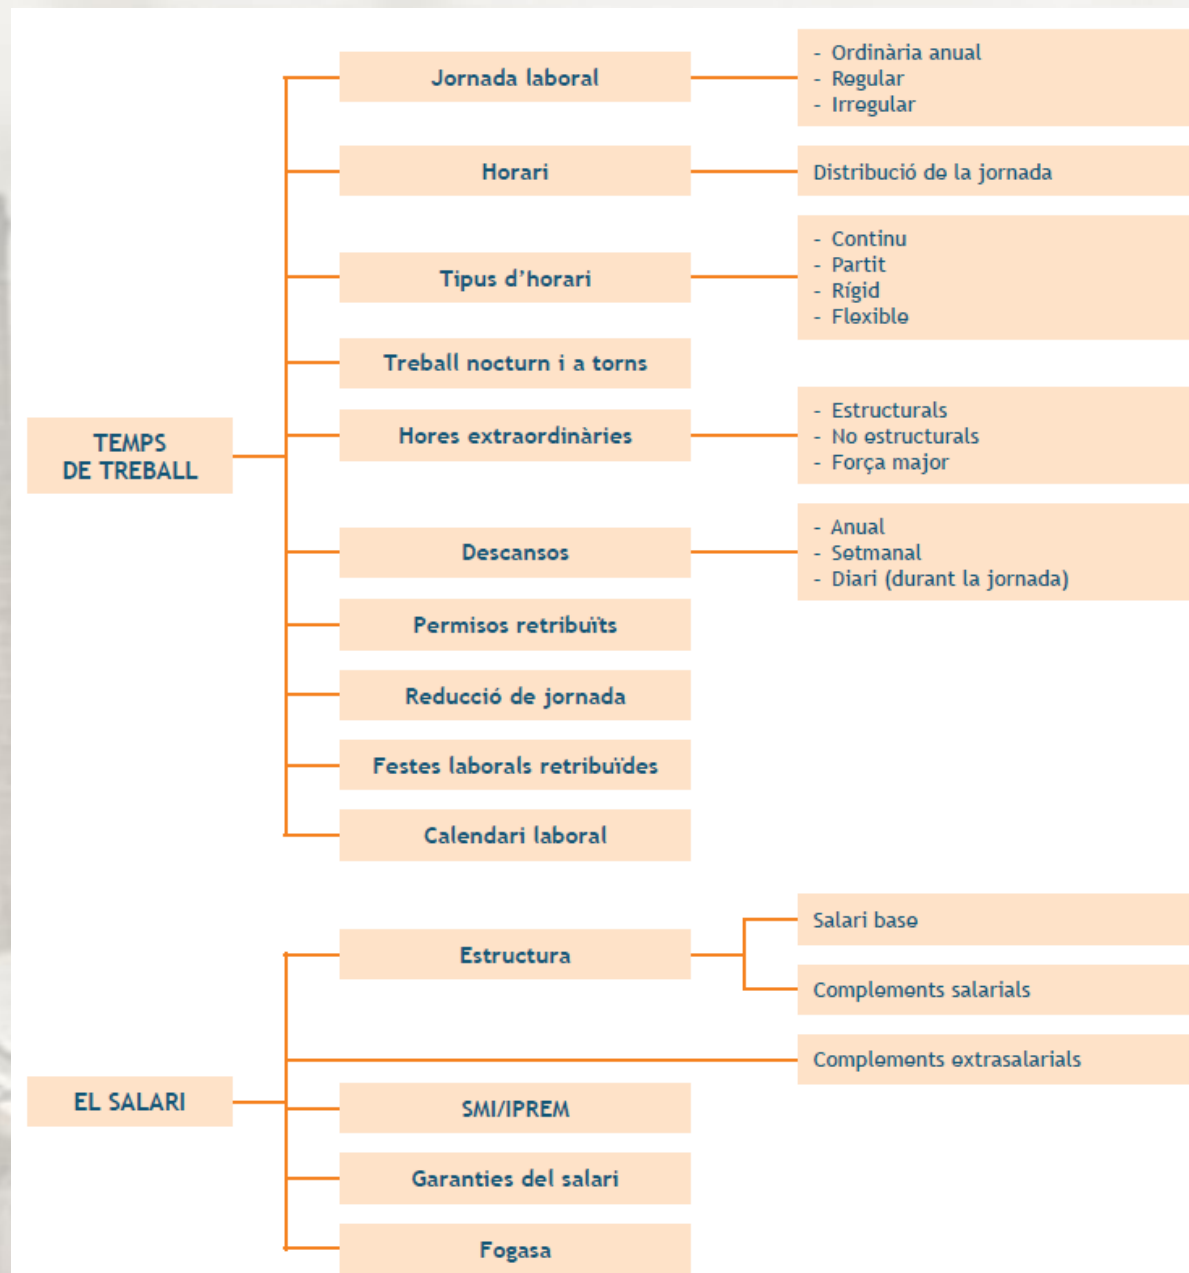 TEMPS
DE TREBALL
Jornada laboral
- Ordinària anual
- Regular
- Irregular
Horari
Distribució de la jornada
Tipus d'horari
- Continu
- Partit
- Rígid
- Flexible
Treball nocturn i a torns
Hores extraordinàries
- Estructurals
- No estructurals
- Força major
Descansos
- Anual
- Setmanal
- Diari (durant la jornada)
Permisos retribuïts
Reducció de jornada
Festes laborals retribuïdes
Calendari laboral
EL SALARI
Estructura
Salari base
Complements salarials
Complements extrasalarials
SMI/IPREM
Garanties del salari
Fogasa